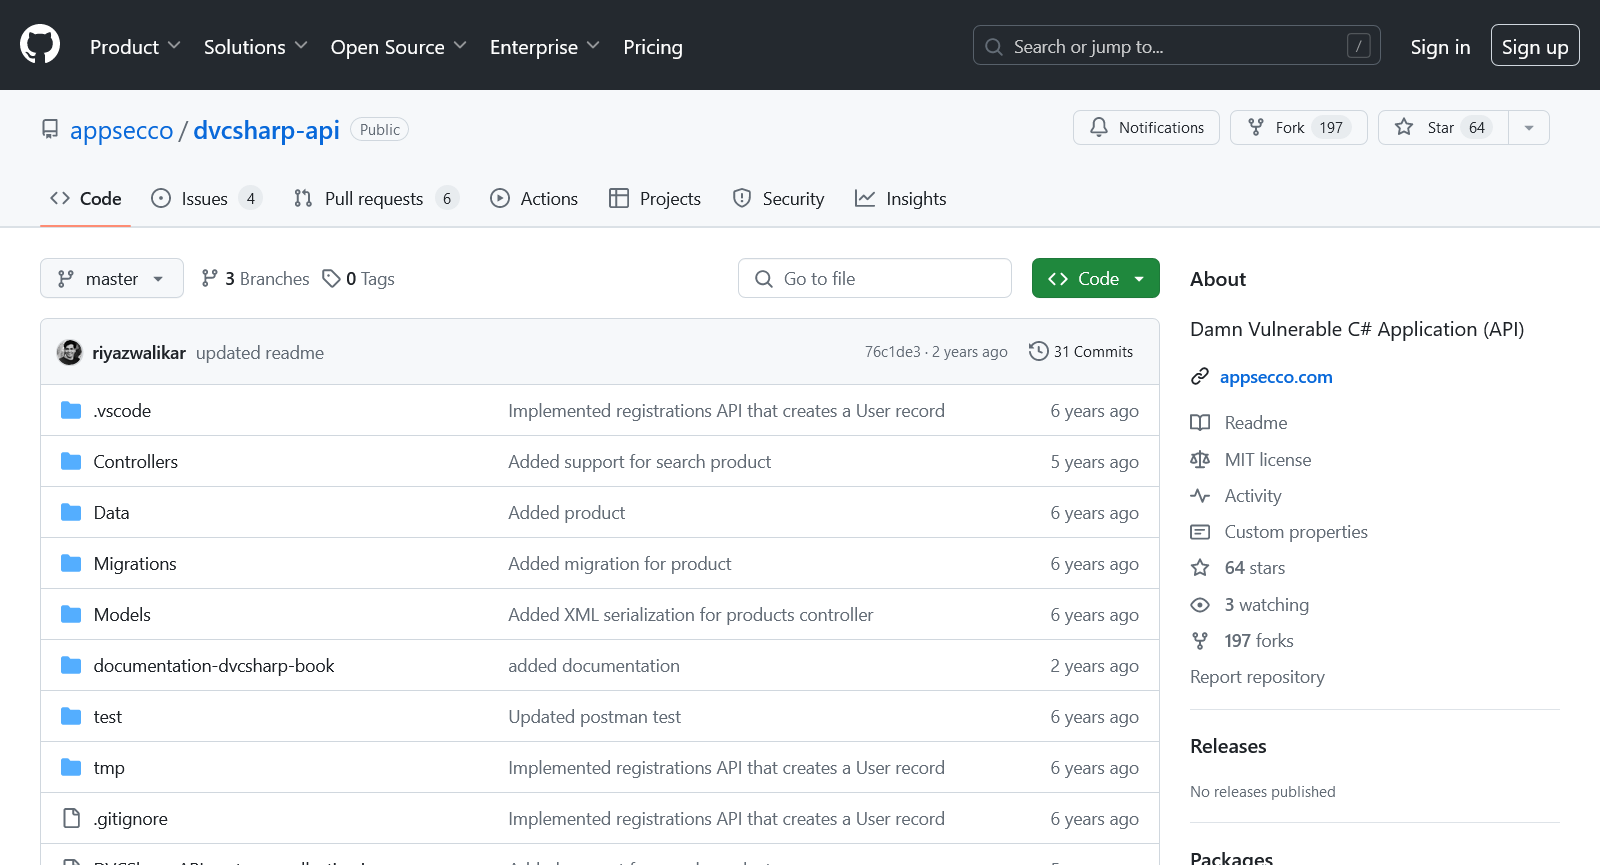 Product Solutions Open Source Enterprise Pricing Search or jump to... / Sign in Sign up
appsecco / dvcsharp-api Public Notifications Fork 197 Star 64
Code Issues 4 Pull requests 6 Actions Projects Security Insights
master 3 Branches 0 Tags Go to file Code
riyazwalikar updated readme 76c1de3 · 2 years ago 31 Commits
.vscode Implemented registrations API that creates a User record 6 years ago
Controllers Added support for search product 5 years ago
Data Added product 6 years ago
Migrations Added migration for product 6 years ago
Models Added XML serialization for products controller 6 years ago
documentation-dvcsharp-book added documentation 2 years ago
test Updated postman test 6 years ago
tmp Implemented registrations API that creates a User record 6 years ago
.gitignore Implemented registrations API that creates a User record 6 years ago
About
Damn Vulnerable C# Application (API)
appsecco.com
Readme
MIT license
Activity
Custom properties
64 stars
3 watching
197 forks
Report repository
Releases
No releases published
Packages